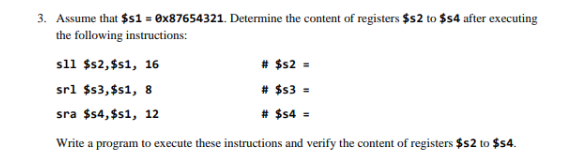 3. Assume that $s1 = 0x87654321. Determine the content of registers $s2 to $s4 after executing
the following instructions:
sll $s2,$s1, 16 # $s2 =
srl $s3,$s1, 8 # $s3 =
sra $s4,$s1, 12 # $s4 =
Write a program to execute these instructions and verify the content of registers $s2 to $s4.